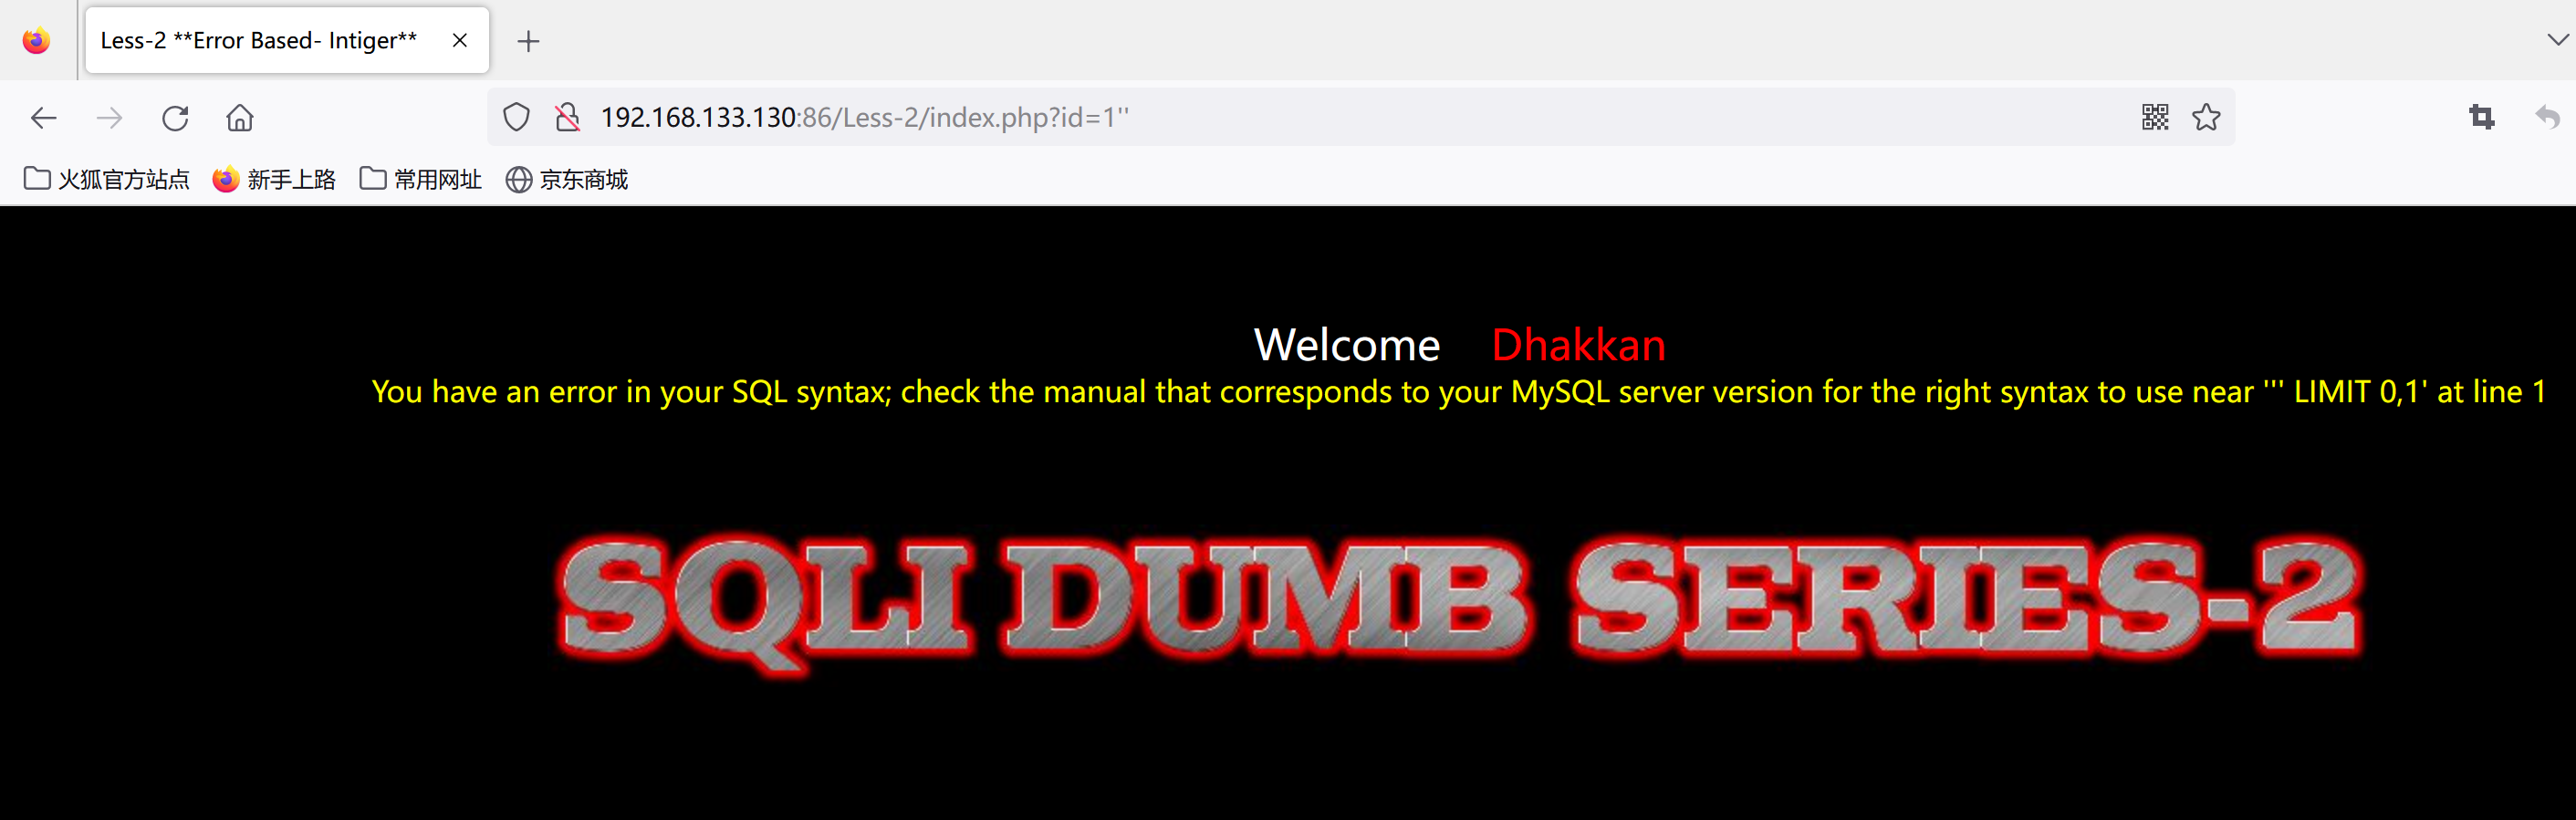 Less-2 **Error Based- Intiger**
192.168.133.130:86/Less-2/index.php?id=1''
火狐官方站点 新手上路 常用网址 京东商城
Welcome Dhakkan
You have an error in your SQL syntax; check the manual that corresponds to your MySQL server version for the right syntax to use near ''' LIMIT 0,1' at line 1
SQLI DUMB SERIES-2